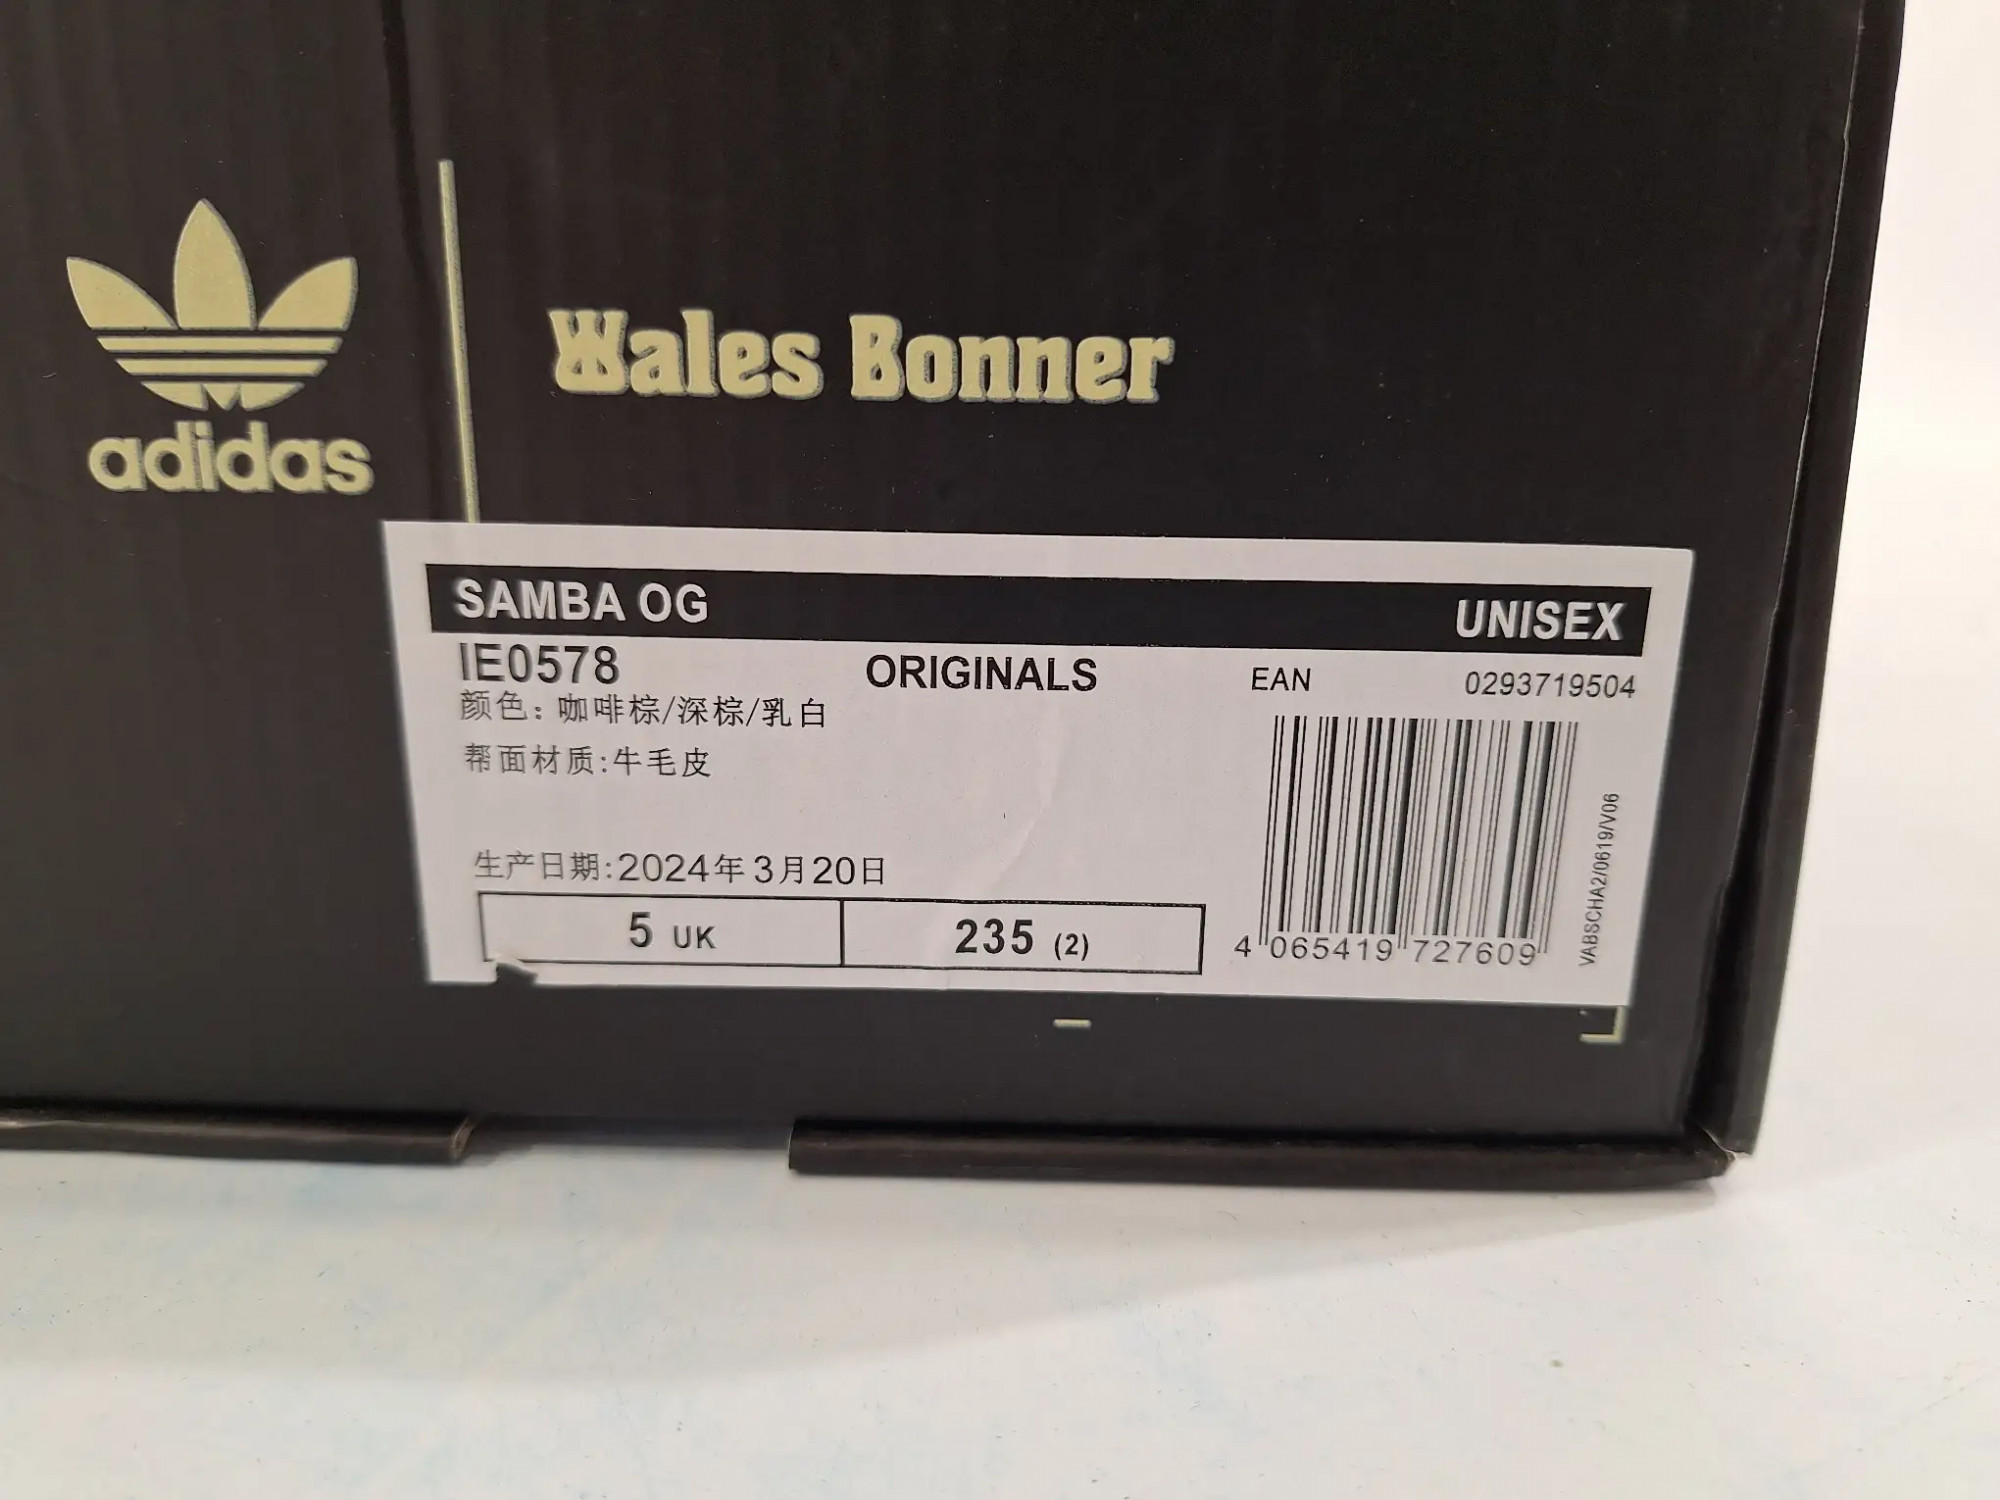 adidas
Wales Bonner
SAMBA OG UNISEX
IE0578 ORIGINALS EAN 0293719504
颜色：咖啡棕/深棕/乳白
帮面材质:牛毛皮
生产日期:2024年3月20日
5 UK 235 (2)
4 065419 727609
VABSCHA2/0619/V06